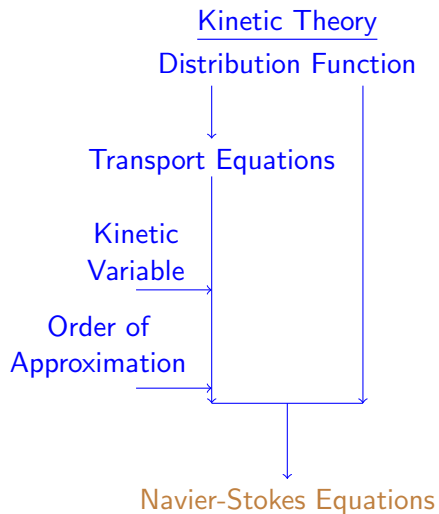 Kinetic Theory
Distribution Function
Transport Equations
Kinetic
Variable
Order of
Approximation
Navier-Stokes Equations